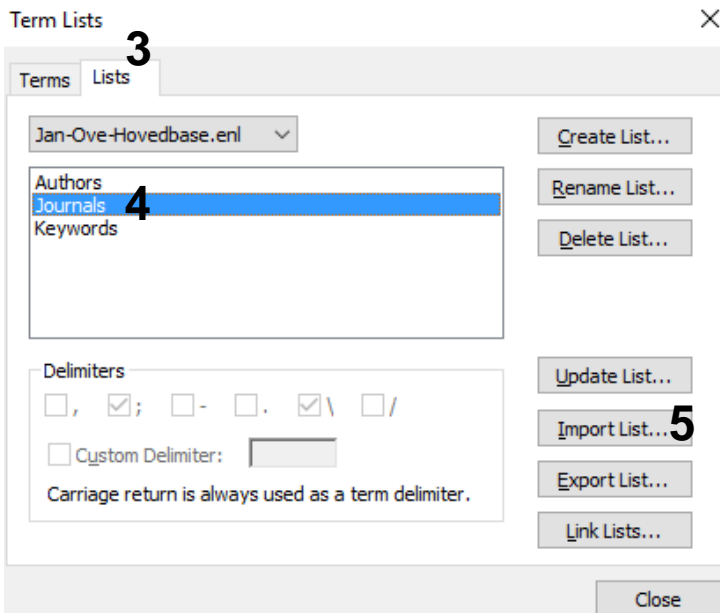 Term Lists
3
Terms Lists
Jan-Ove-Hovedbase.enl
Create List...
Authors
Journals 4
Keywords
Rename List...
Delete List...
Delimiters
, ; - . \ /
Custom Delimiter:
Carriage return is always used as a term delimiter.
Update List...
Import List... 5
Export List...
Link Lists...
Close